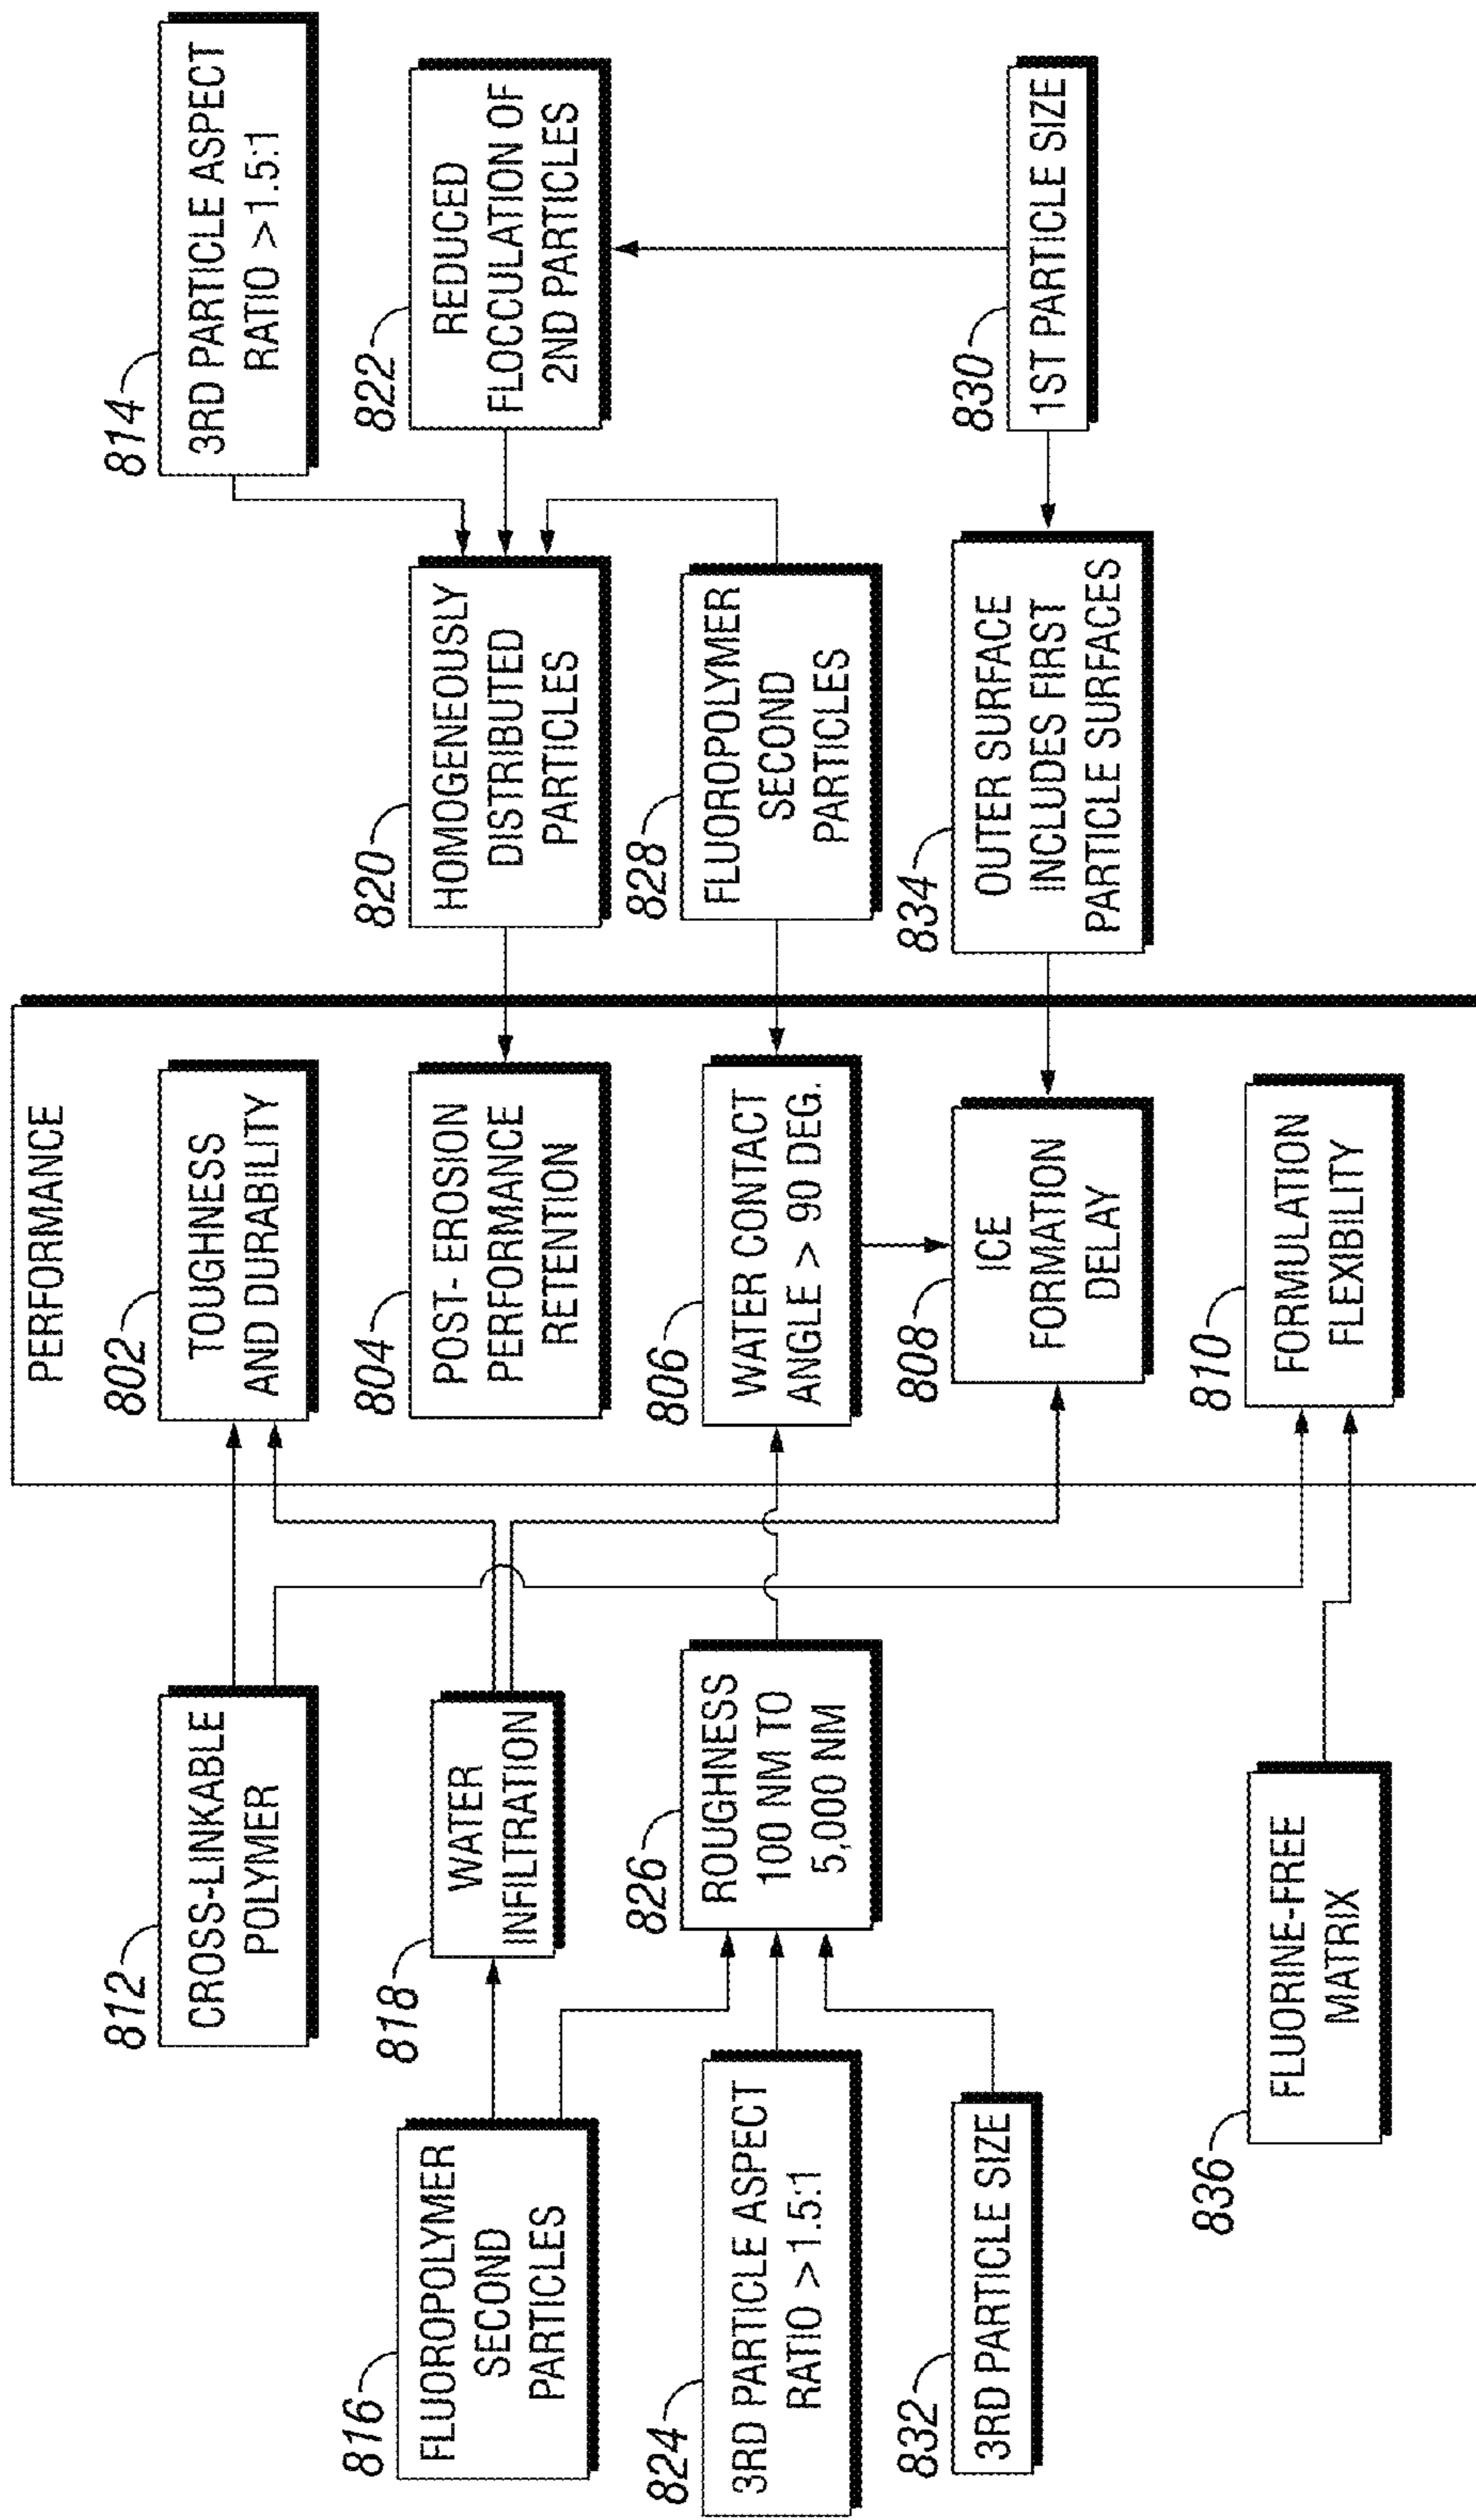 PERFORMANCE
812
CROSS-LINKABLE
POLYMER
802
TOUGHNESS
AND DURABILITY
814
3RD PARTICLE ASPECT
RATIO > 1.5:1
816
FLUOROPOLYMER
SECOND
PARTICLES
818
WATER
INFILTRATION
804
POST- EROSION
PERFORMANCE
RETENTION
820
HOMOGENEOUSLY
DISTRIBUTED
PARTICLES
822
REDUCED
FLOCCULATION OF
2ND PARTICLES
824
3RD PARTICLE ASPECT
RATIO > 1.5:1
826
ROUGHNESS
100 NM TO
5,000 NM
806
WATER CONTACT
ANGLE > 90 DEG.
828
FLUOROPOLYMER
SECOND
PARTICLES
832
3RD PARTICLE SIZE
808
ICE
FORMATION
DELAY
834
OUTER SURFACE
INCLUDES FIRST
PARTICLE SURFACES
830
1ST PARTICLE SIZE
836
FLUORINE-FREE
MATRIX
810
FORMULATION
FLEXIBILITY